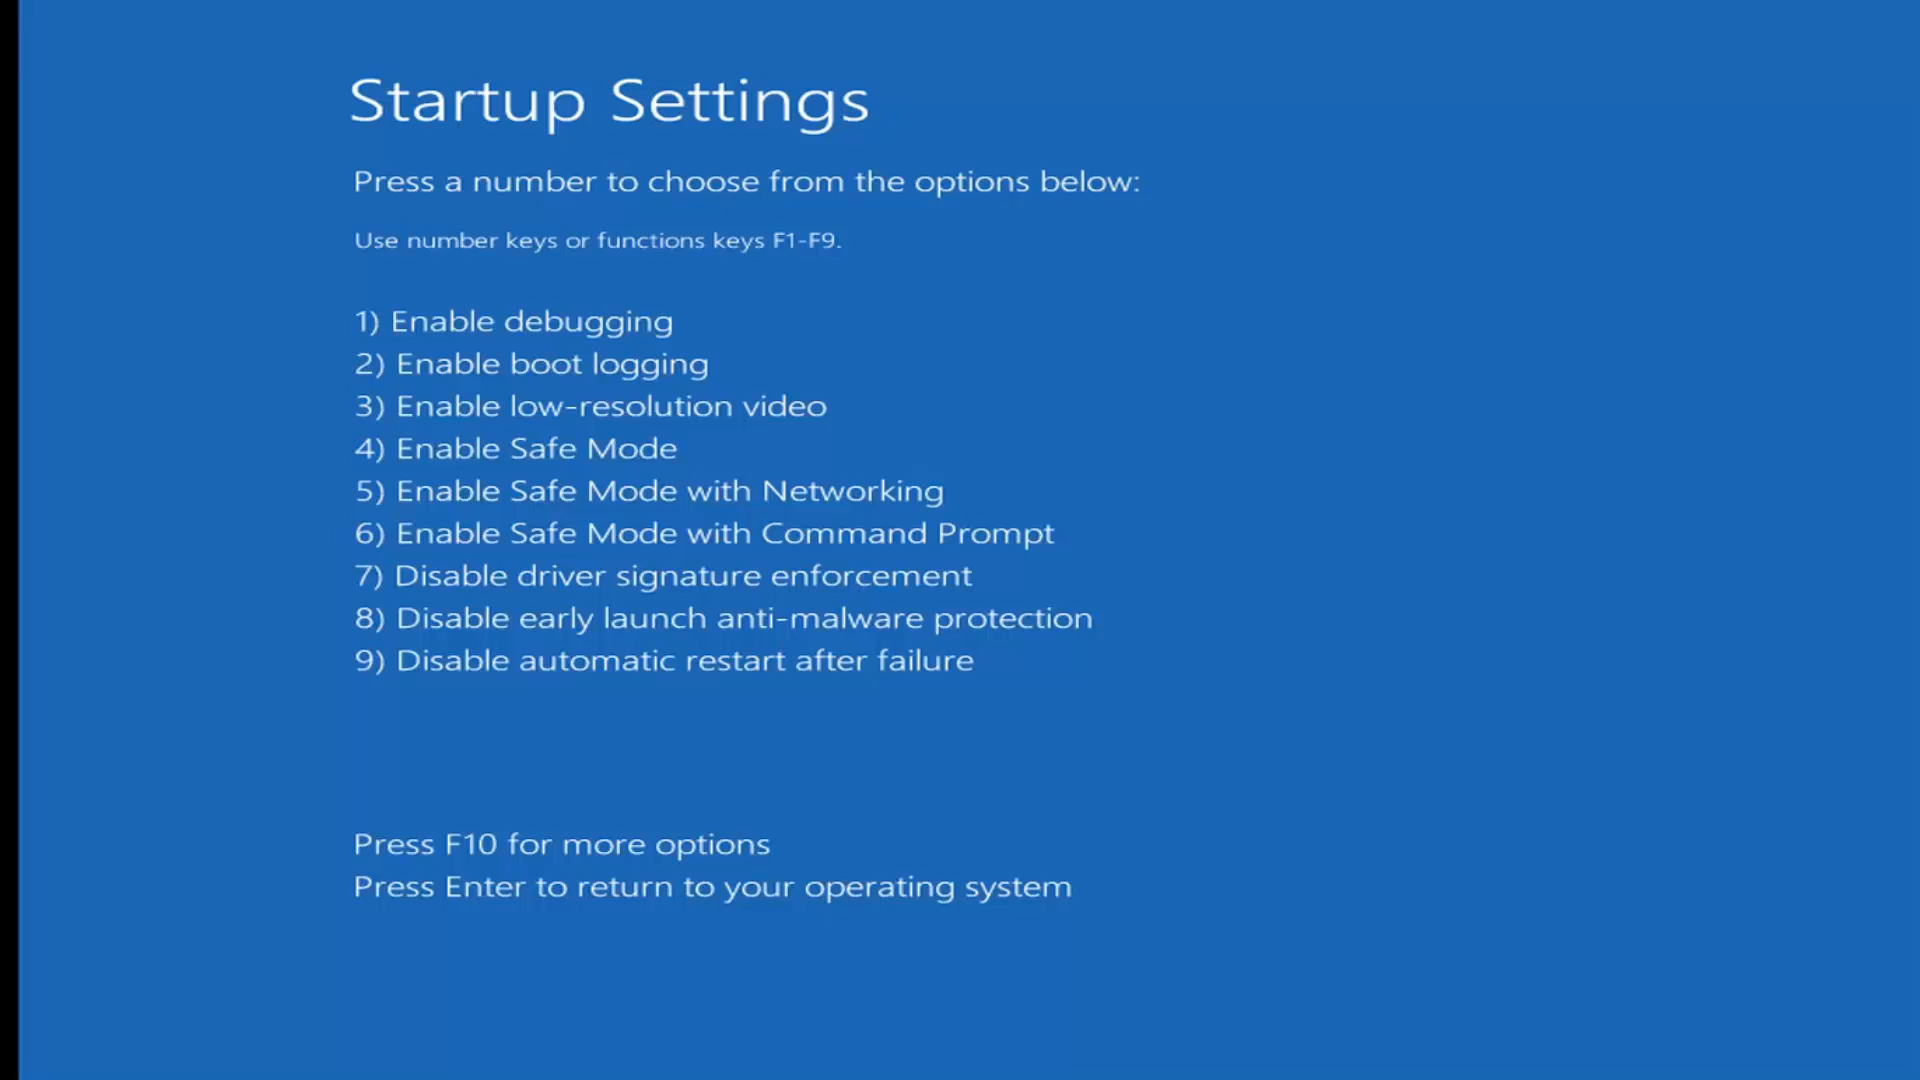 Startup Settings
Press a number to choose from the options below:
Use number keys or functions keys F1-F9.
1) Enable debugging
2) Enable boot logging
3) Enable low-resolution video
4) Enable Safe Mode
5) Enable Safe Mode with Networking
6) Enable Safe Mode with Command Prompt
7) Disable driver signature enforcement
8) Disable early launch anti-malware protection
9) Disable automatic restart after failure
Press F10 for more options
Press Enter to return to your operating system